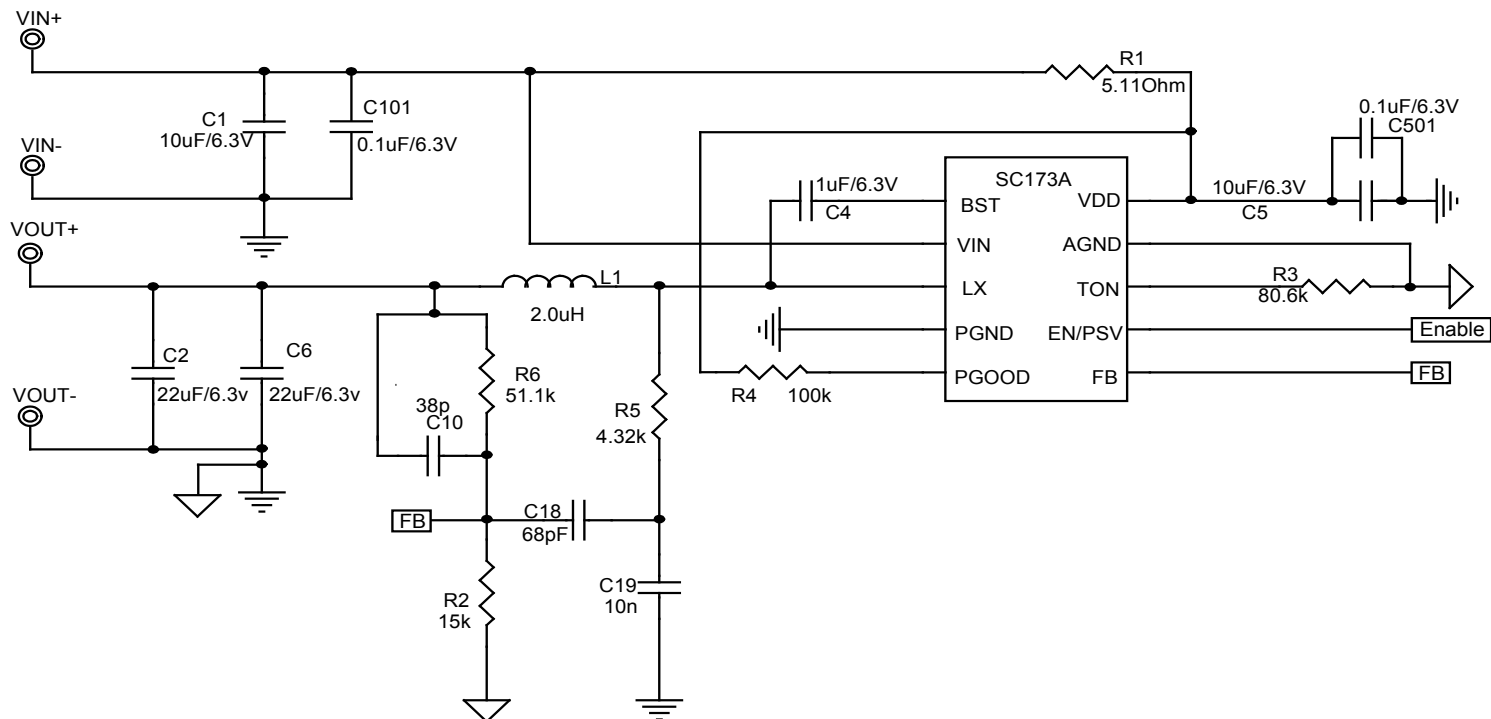 VIN+
R1
5.11Ohm
C1
10uF/6.3V
C101
0.1uF/6.3V
0.1uF/6.3V
C501
VIN-
SC173A
1uF/6.3V
C4
BST
VDD
10uF/6.3V
C5
VOUT+
VIN
AGND
L1
2.0uH
LX
TON
R3
80.6k
PGND
EN/PSV
Enable
C2
22uF/6.3v
C6
22uF/6.3v
R6
51.1k
R4
100k
PGOOD
FB
FB
VOUT-
38p
C10
R5
4.32k
FB
C18
68pF
R2
15k
C19
10n